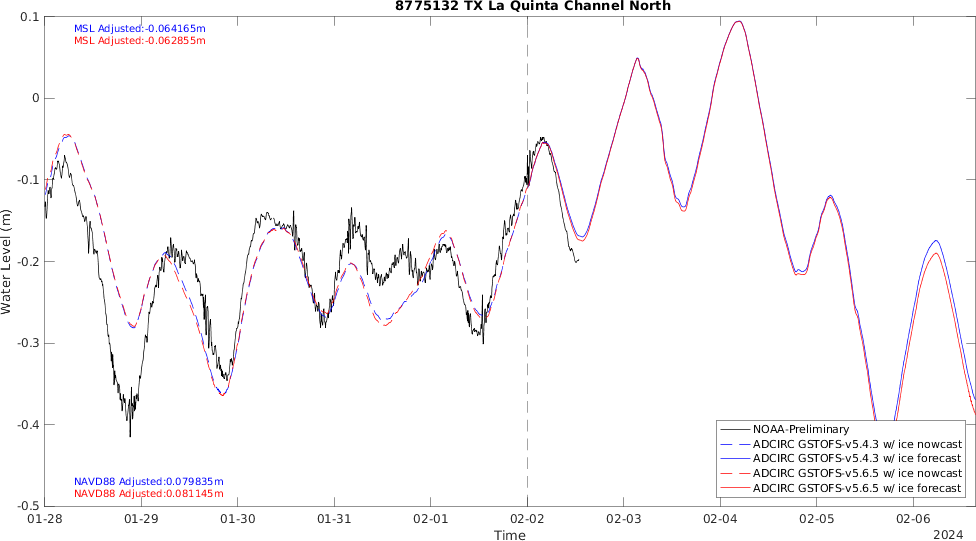 8775132 TX La Quinta Channel North
MSL Adjusted:-0.064165m
MSL Adjusted:-0.062855m
0.1
0
-0.1
-0.2
-0.3
-0.4
-0.5
Water Level (m)
NAVD88 Adjusted:0.079835m
NAVD88 Adjusted:0.081145m
NOAA-Preliminary
ADCIRC GSTOFS-v5.4.3 w/ ice nowcast
ADCIRC GSTOFS-v5.4.3 w/ ice forecast
ADCIRC GSTOFS-v5.6.5 w/ ice nowcast
ADCIRC GSTOFS-v5.6.5 w/ ice forecast
01-28 01-29 01-30 01-31 02-01 02-02 02-03 02-04 02-05 02-06
Time
2024